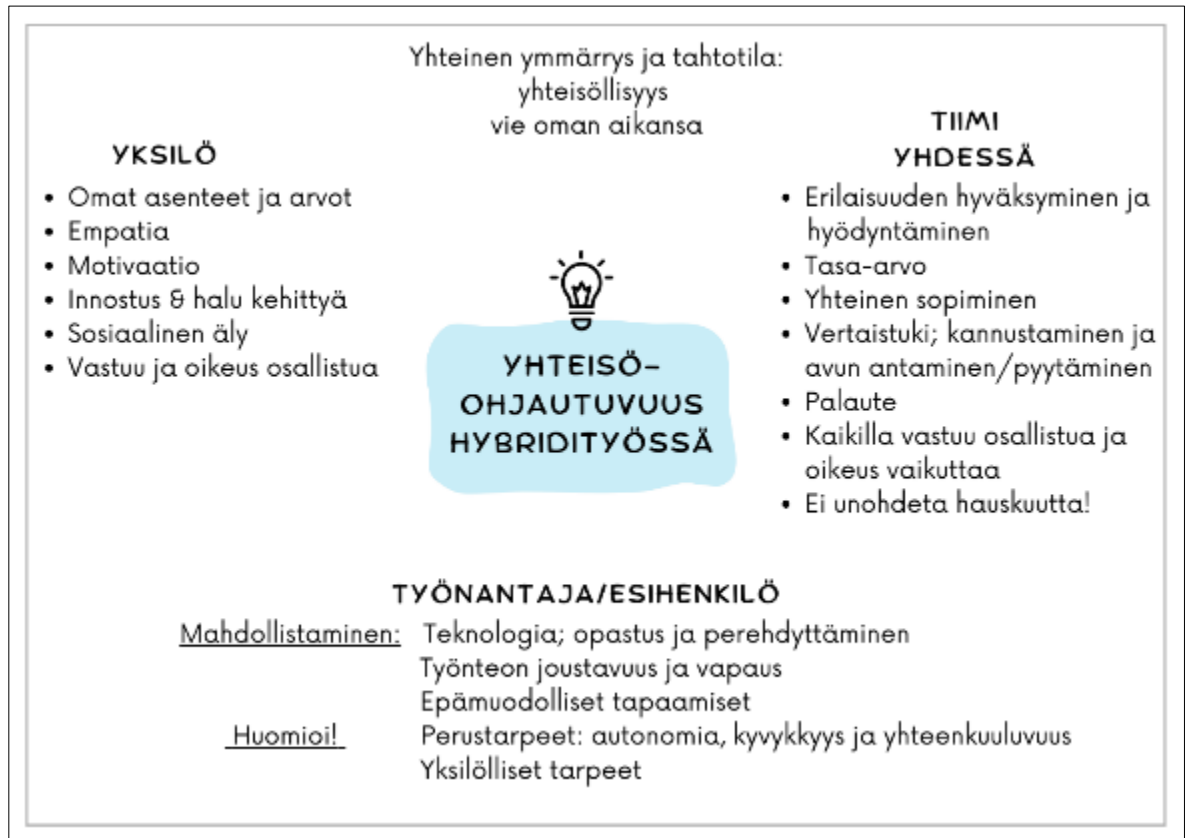 Yhteinen ymmärrys ja tahtotila:
yhteisöllisyys
vie oman aikansa
YKSILÖ
• Omat asenteet ja arvot
• Empatia
• Motivaatio
• Innostus & halu kehittyä
• Sosiaalinen äly
• Vastuu ja oikeus osallistua
TIIMI
YHDESSÄ
• Erilaisuuden hyväksyminen ja
hyödyntäminen
• Tasa-arvo
• Yhteinen sopiminen
• Vertaistuki; kannustaminen ja
avun antaminen/pyytäminen
• Palaute
• Kaikilla vastuu osallistua ja
oikeus vaikuttaa
• Ei unohdeta hauskuutta!
YHTEISÖ-
OHJAUTUVUUS
HYBRIDITYÖSSÄ
TYÖNANTAJA/ESIHENKILÖ
Mahdollistaminen: Teknologia; opastus ja perehdyttäminen
Työnteon joustavuus ja vapaus
Epämuodolliset tapaamiset
Huomioi! Perustarpeet: autonomia, kyvykkyys ja yhteenkuuluvuus
Yksilölliset tarpeet